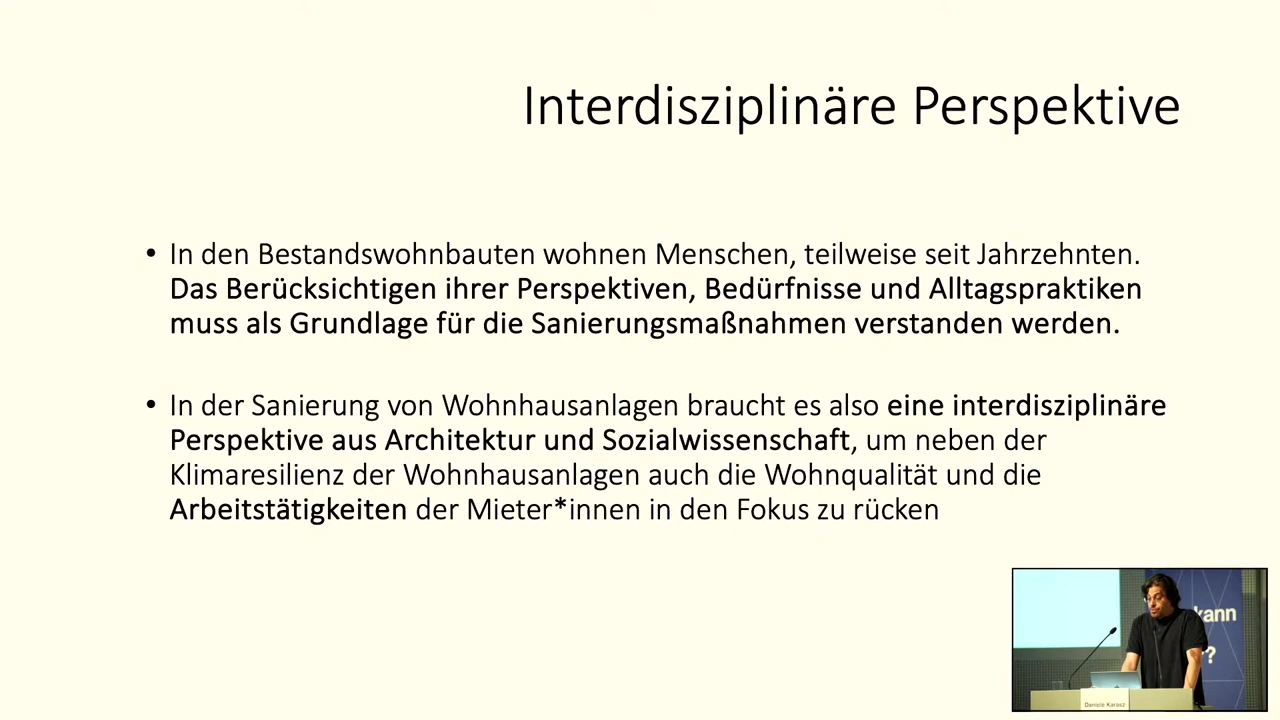 Interdisziplinäre Perspektive
• In den Bestandswohnbauten wohnen Menschen, teilweise seit Jahrzehnten.
Das Berücksichtigen ihrer Perspektiven, Bedürfnisse und Alltagspraktiken
muss als Grundlage für die Sanierungsmaßnahmen verstanden werden.
• In der Sanierung von Wohnhausanlagen braucht es also eine interdisziplinäre
Perspektive aus Architektur und Sozialwissenschaft, um neben der
Klimaresilienz der Wohnhausanlagen auch die Wohnqualität und die
Arbeitstätigkeiten der Mieter*innen in den Fokus zu rücken
kann
?
Daniele Karasz